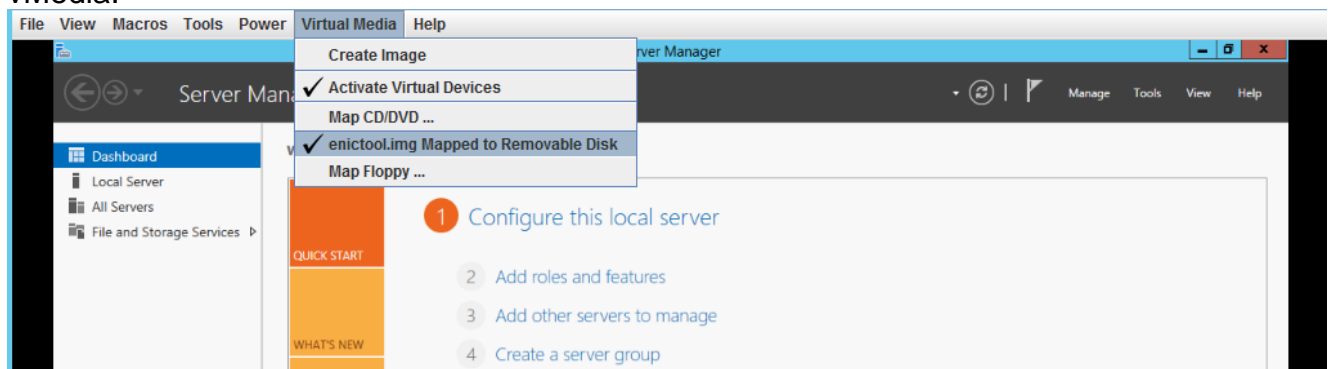 File View Macros Tools Power Virtual Media Help
Create Image
rver Manager
Activate Virtual Devices
Server Man
Manage Tools View Help
Map CD/DVD ...
enictool.img Mapped to Removable Disk
Map Floppy ...
Dashboard
Local Server
All Servers
File and Storage Services
QUICK START
WHAT'S NEW
1 Configure this local server
2 Add roles and features
3 Add other servers to manage
4 Create a server group